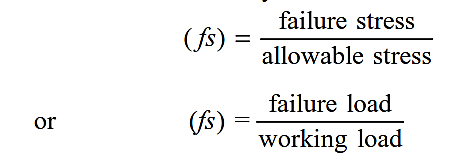 (fs) = failure stress / allowable stress
or (fs) = failure load / working load